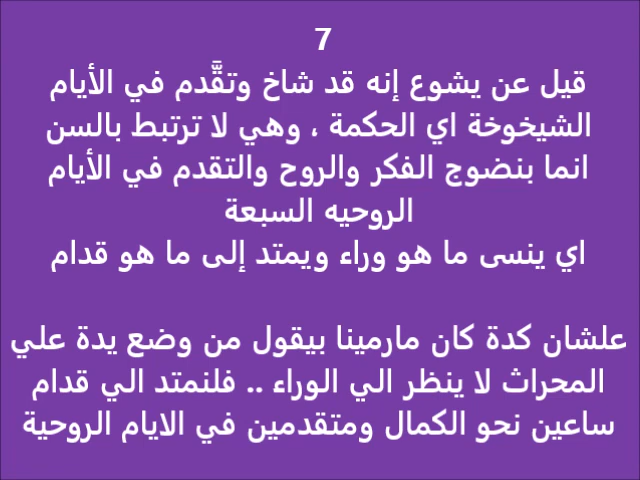 7
قيل عن يشوع إنه قد شاخ وتقَّدم في الأيام
الشيخوخة اي الحكمة ، وهي لا ترتبط بالسن
انما بنضوج الفكر والروح والتقدم في الأيام
الروحيه السبعة
اي ينسى ما هو وراء ويمتد إلى ما هو قدام
علشان كدة كان مارمينا بيقول من وضع يدة علي
المحراث لا ينظر الي الوراء .. فلنمتد الي قدام
ساعين نحو الكمال ومتقدمين في الايام الروحية